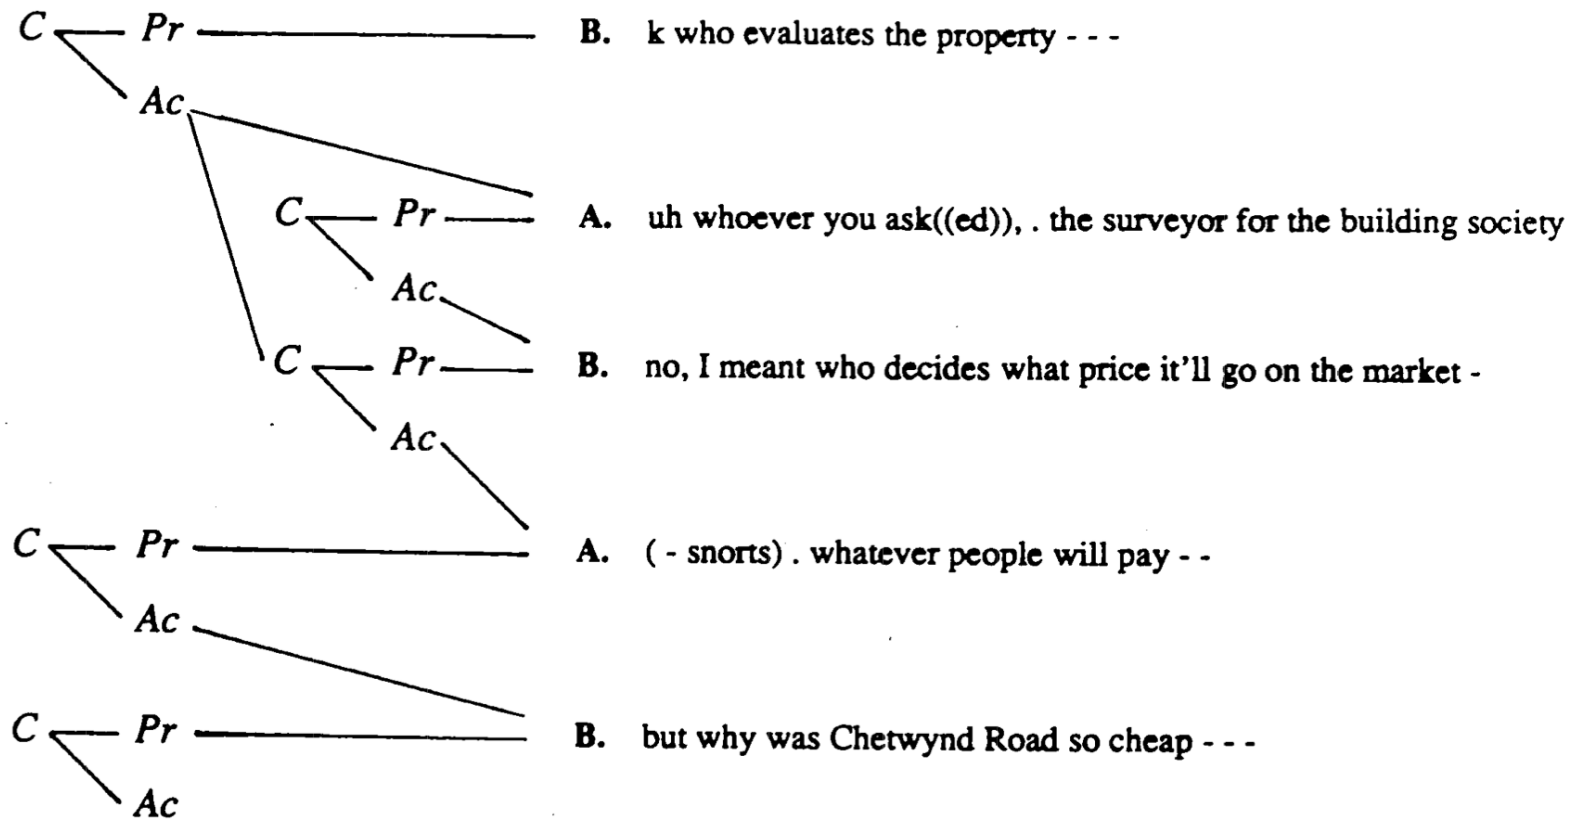 C Pr B. k who evaluates the property - - -
Ac
C Pr A. uh whoever you ask((ed)), . the surveyor for the building society
Ac
C Pr B. no, I meant who decides what price it'll go on the market -
Ac
C Pr A. ( - snorts) . whatever people will pay - -
Ac
C Pr B. but why was Chetwynd Road so cheap - - -
Ac